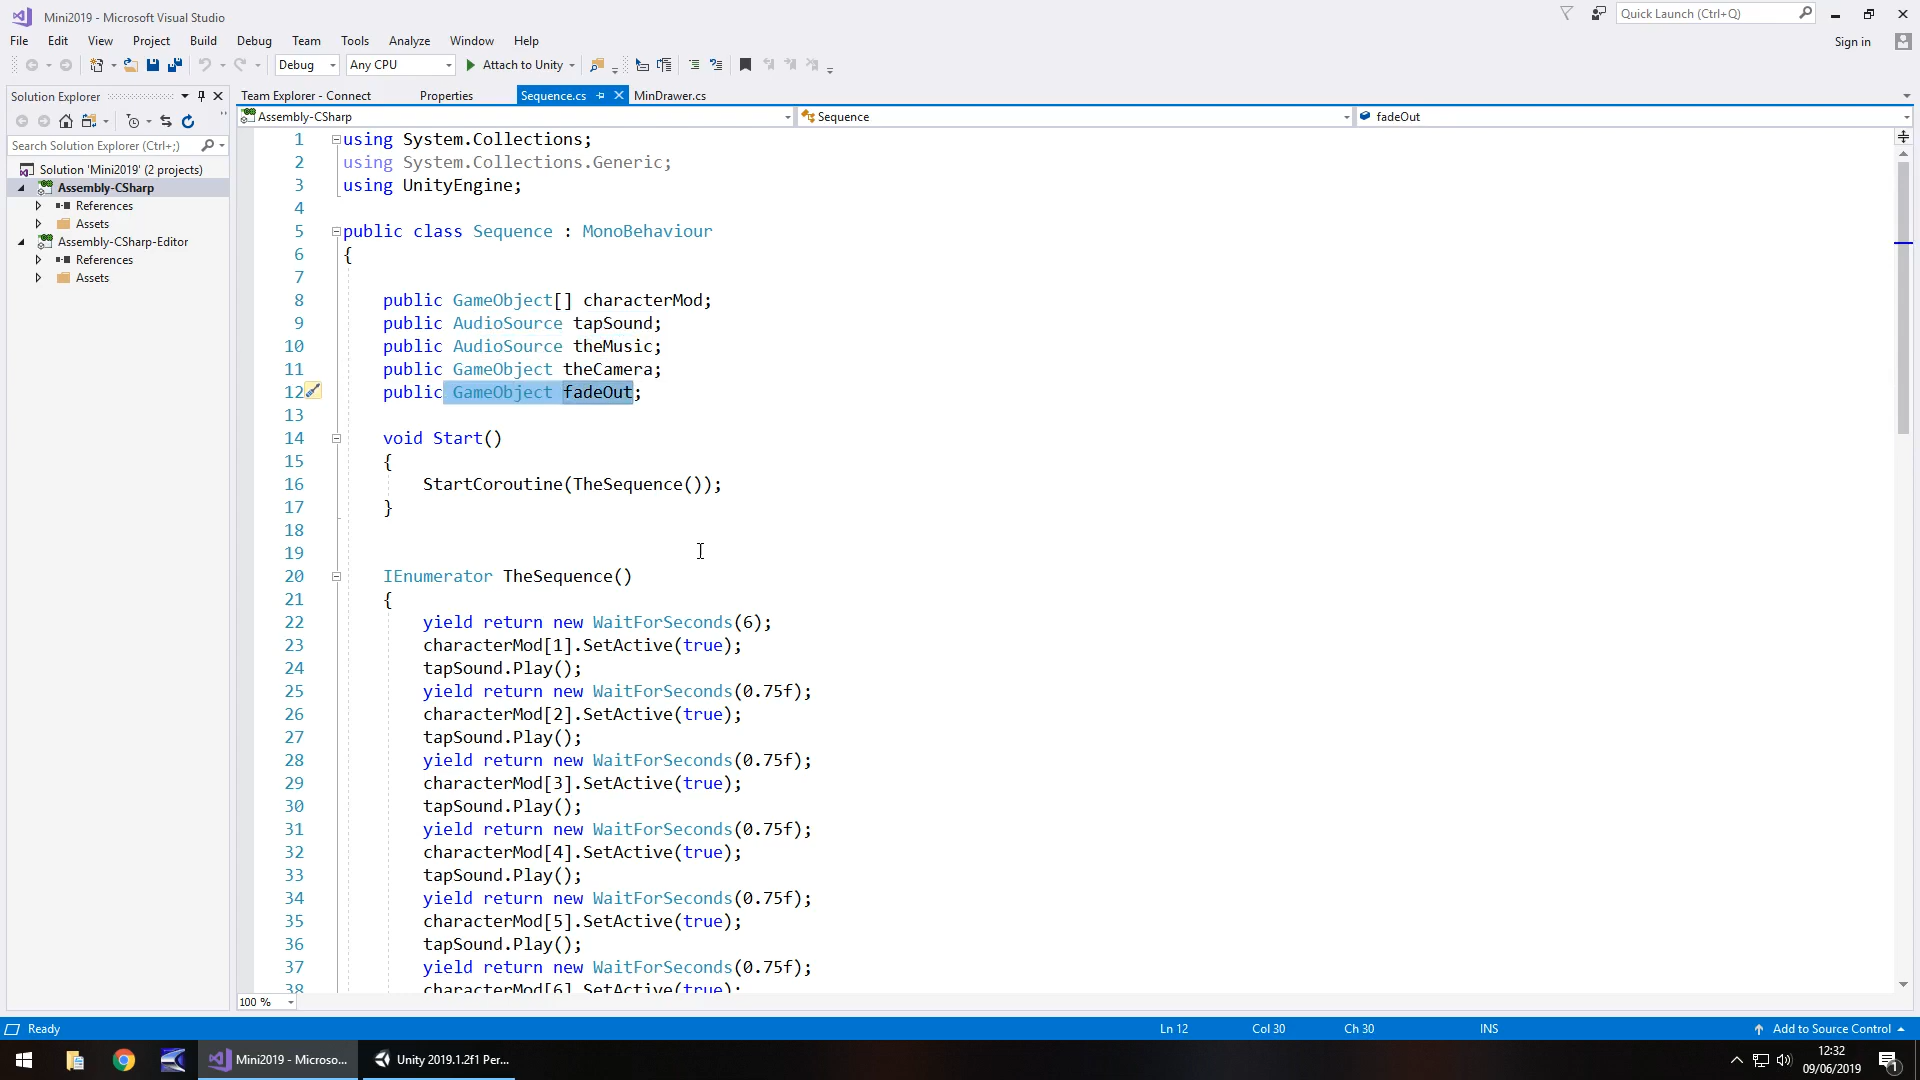 Mini2019 - Microsoft Visual Studio
Quick Launch (Ctrl+Q)
File Edit View Project Build Debug Team Tools Analyze Window Help
Sign in
Debug Any CPU Attach to Unity
Solution Explorer
Search Solution Explorer (Ctrl+;)
Solution 'Mini2019' (2 projects)
Assembly-CSharp
References
Assets
Assembly-CSharp-Editor
References
Assets
Team Explorer - Connect Properties Sequence.cs MinDrawer.cs
Assembly-CSharp Sequence fadeOut
1 using System.Collections;
2 using System.Collections.Generic;
3 using UnityEngine;
4
5 public class Sequence : MonoBehaviour
6 {
7
8 public GameObject[] characterMod;
9 public AudioSource tapSound;
10 public AudioSource theMusic;
11 public GameObject theCamera;
12 public GameObject fadeOut;
13
14 void Start()
15 {
16 StartCoroutine(TheSequence());
17 }
18
19
20 IEnumerator TheSequence()
21 {
22 yield return new WaitForSeconds(6);
23 characterMod[1].SetActive(true);
24 tapSound.Play();
25 yield return new WaitForSeconds(0.75f);
26 characterMod[2].SetActive(true);
27 tapSound.Play();
28 yield return new WaitForSeconds(0.75f);
29 characterMod[3].SetActive(true);
30 tapSound.Play();
31 yield return new WaitForSeconds(0.75f);
32 characterMod[4].SetActive(true);
33 tapSound.Play();
34 yield return new WaitForSeconds(0.75f);
35 characterMod[5].SetActive(true);
36 tapSound.Play();
37 yield return new WaitForSeconds(0.75f);
38 characterMod[6].SetActive(true);
100 %
Ready Ln 12 Col 30 Ch 30 INS Add to Source Control
Mini2019 - Microso... Unity 2019.1.2f1 Per...
12:32
09/06/2019
1